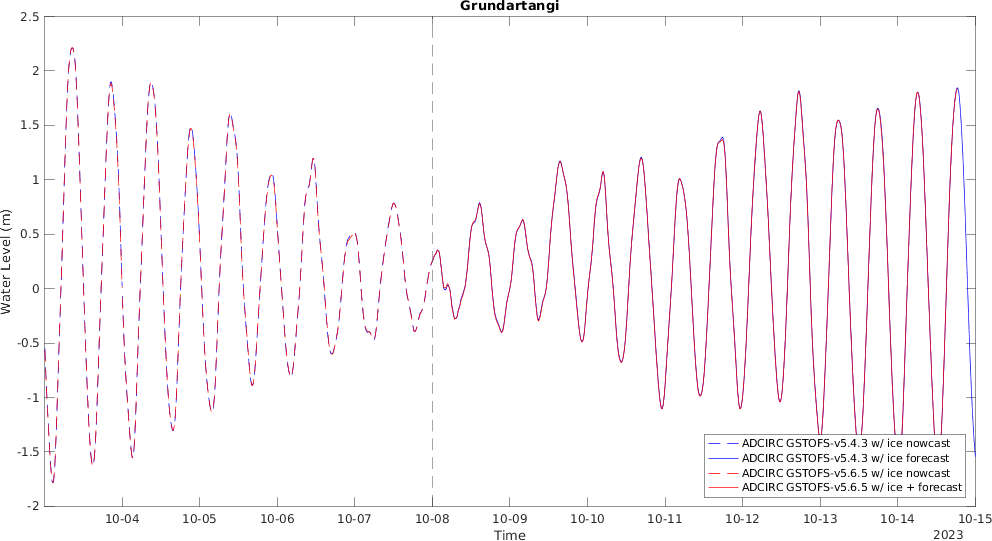 Grundartangi
2.5
2
1.5
1
0.5
0
-0.5
-1
-1.5
-2
Water Level (m)
ADCIRC GSTOFS-v5.4.3 w/ ice nowcast
ADCIRC GSTOFS-v5.4.3 w/ ice forecast
ADCIRC GSTOFS-v5.6.5 w/ ice nowcast
ADCIRC GSTOFS-v5.6.5 w/ ice + forecast
10-04 10-05 10-06 10-07 10-08 10-09 10-10 10-11 10-12 10-13 10-14 10-15
Time
2023